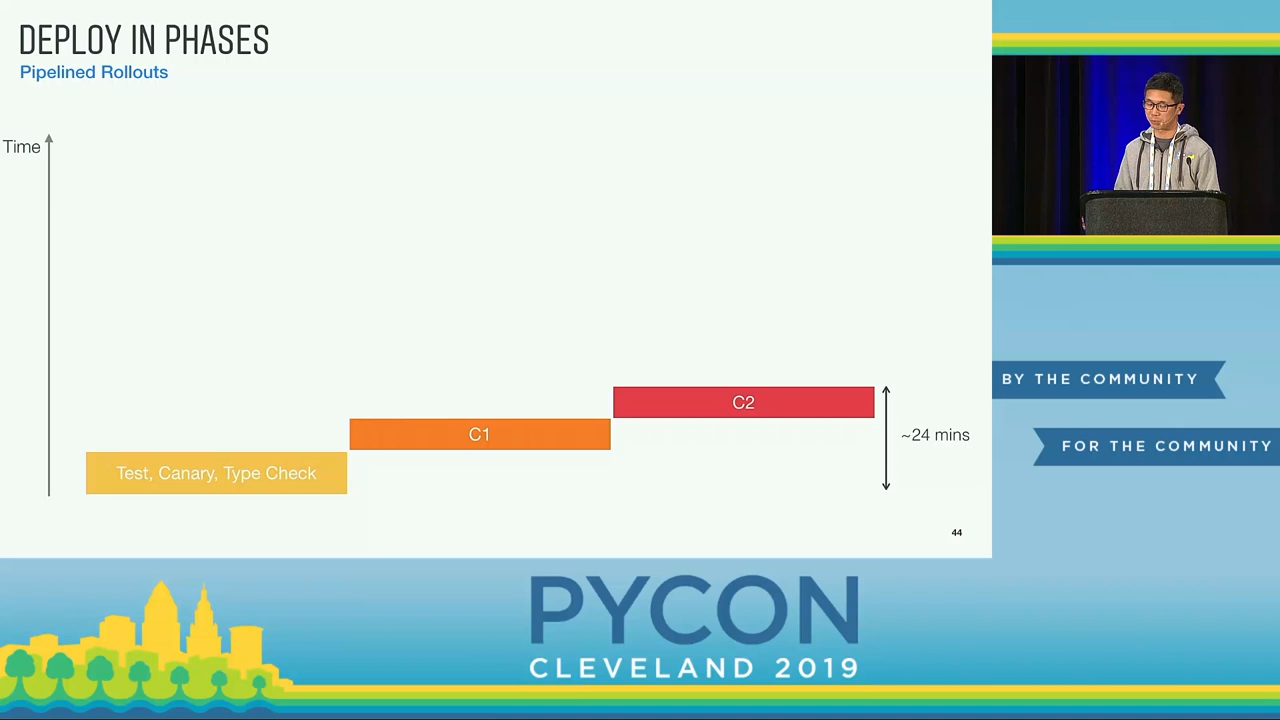 DEPLOY IN PHASES
Pipelined Rollouts
Time
C2
C1
~24 mins
Test, Canary, Type Check
44
BY THE COMMUNITY
FOR THE COMMUNITY
PYCON
CLEVELAND 2019